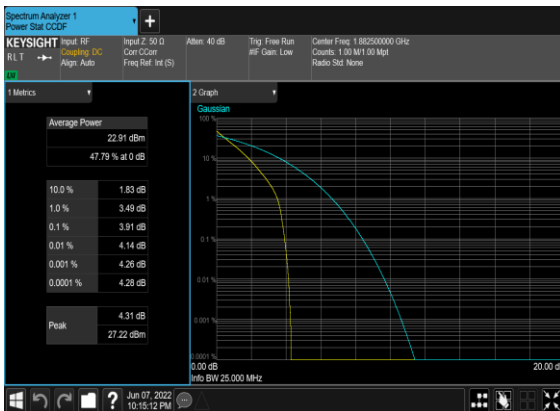 Spectrum Analyzer 1
Power Stat CCDF
+
KEYSIGHT
RLT
LV
Input: RF
Coupling: DC
Align: Auto
Input Z: 50 Ω
Corr CCorr
Freq Ref: Int (S)
Atten: 40 dB
Trig: Free Run
#IF Gain: Low
Center Freq: 1.882500000 GHz
Counts: 1.00 M/1.00 Mpt
Radio Std: None
1 Metrics
Average Power
22.91 dBm
47.79 % at 0 dB
10.0 % 1.83 dB
1.0 % 3.49 dB
0.1 % 3.91 dB
0.01 % 4.14 dB
0.001 % 4.26 dB
0.0001 % 4.28 dB
Peak
4.31 dB
27.22 dBm
2 Graph
Gaussian
100 %
10 %
1 %
0.1 %
0.01 %
0.001 %
0.0001 %
0.00 dB
20.00 d
Info BW 25.000 MHz
?
Jun 07, 2022
10:15:12 PM